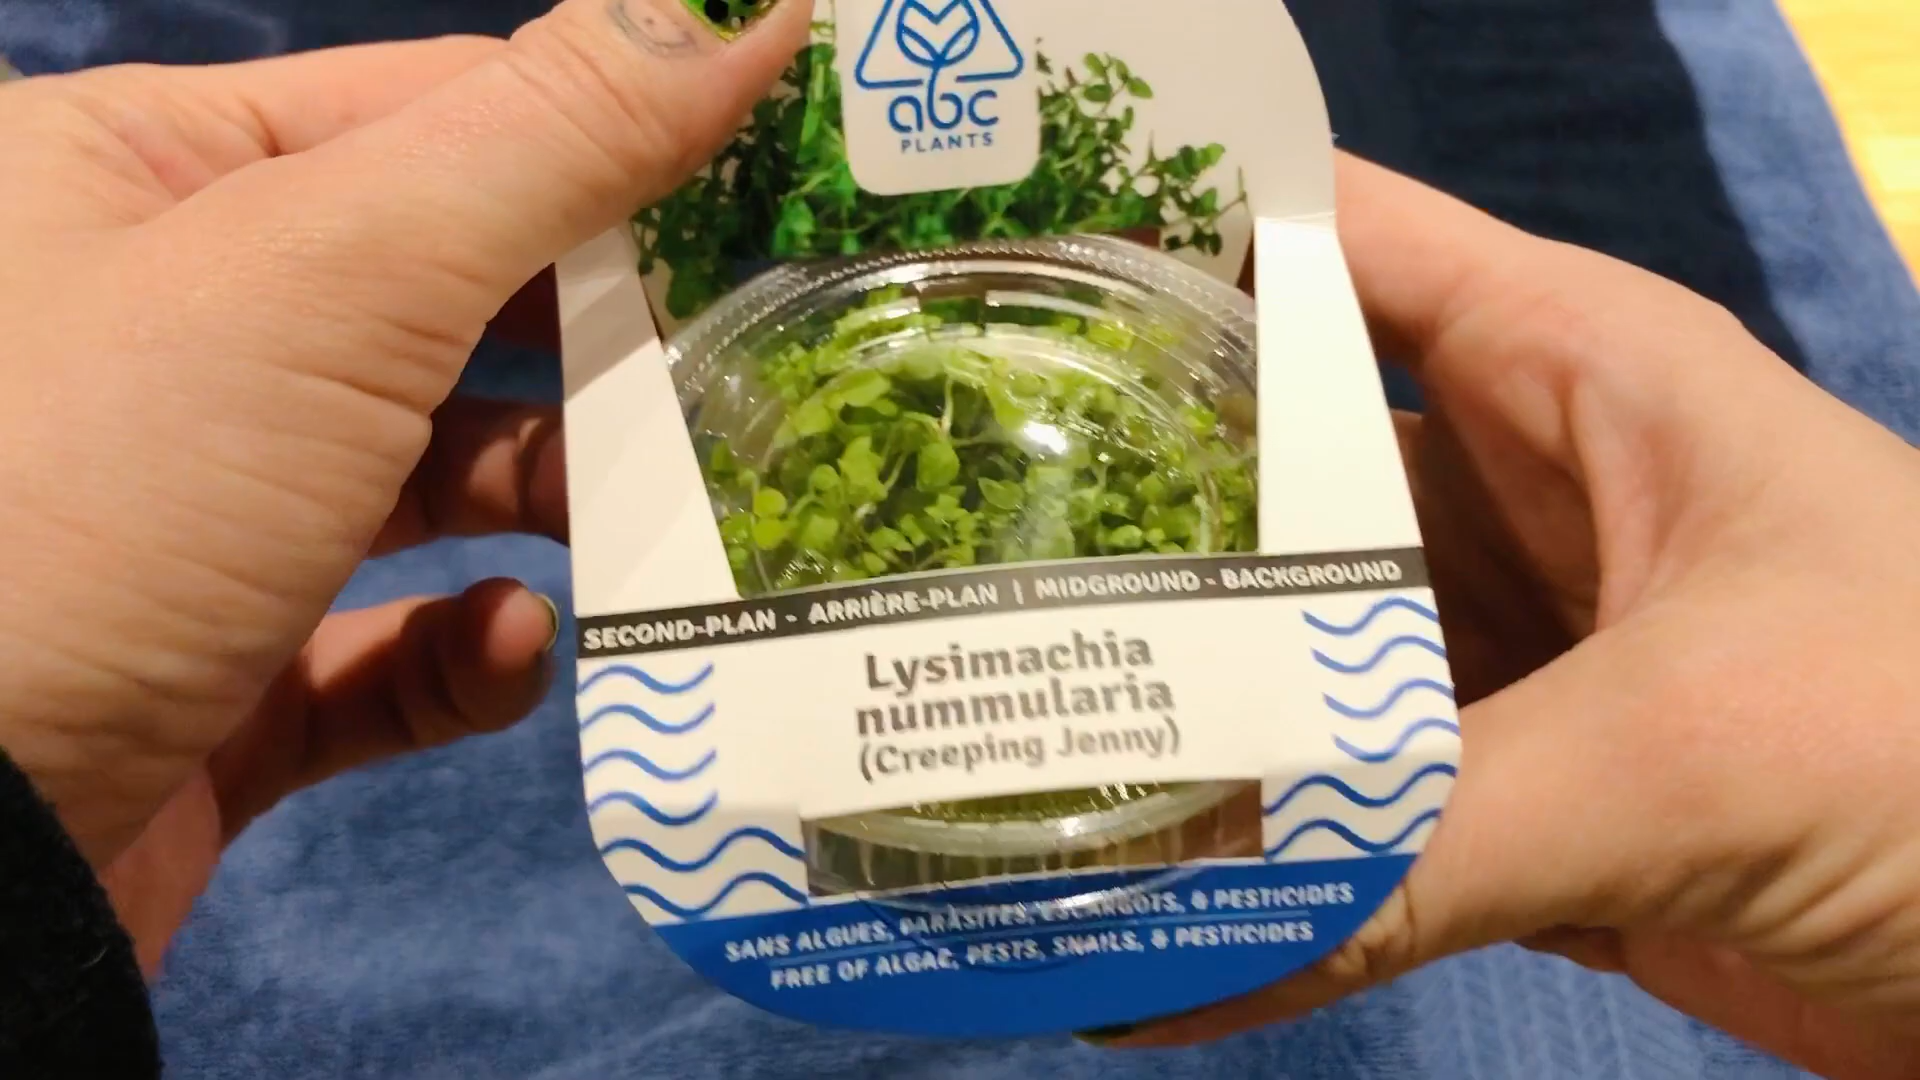 abc
PLANTS
SECOND-PLAN - ARRIÈRE-PLAN | MIDGROUND - BACKGROUND
Lysimachia
nummularia
(Creeping Jenny)
SANS ALGUES, PARASITES, ESCARGOTS, & PESTICIDES
FREE OF ALGAE, PESTS, SNAILS, & PESTICIDES